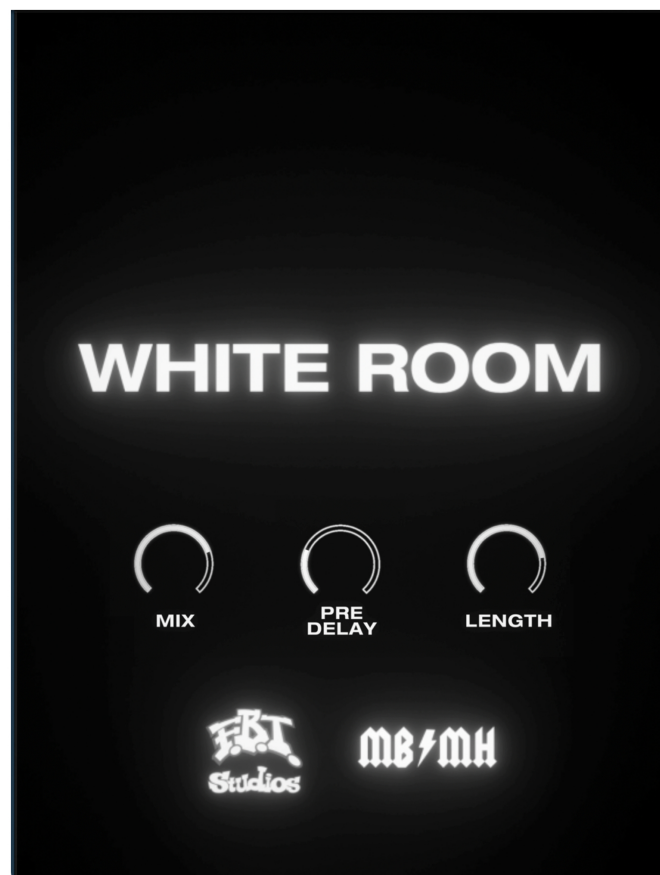 WHITE ROOM
MIX
PRE
DELAY
LENGTH
F.B.T.
Studios
MB⚡MH